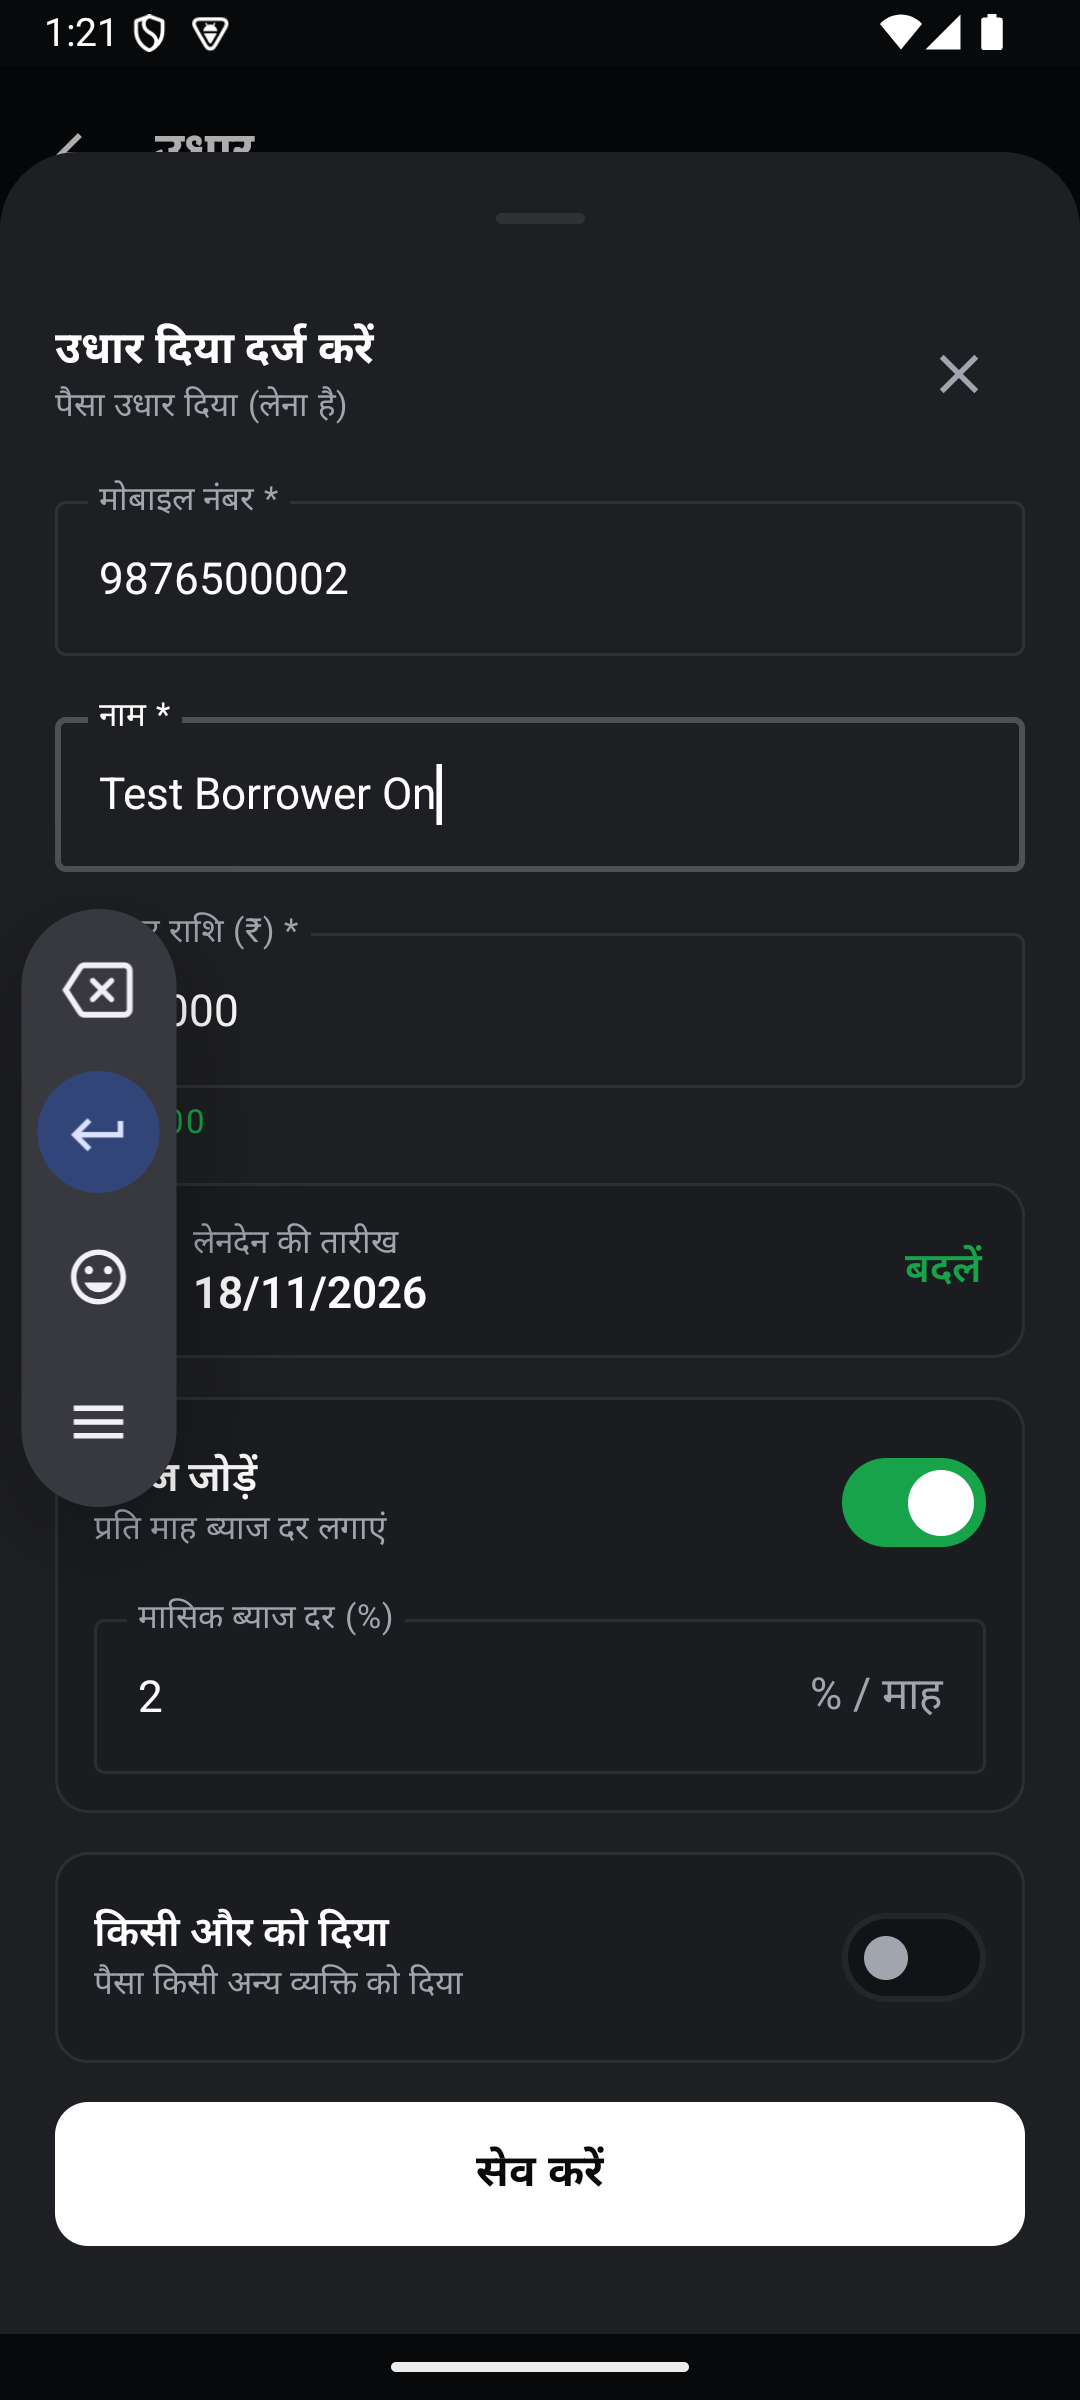 1:21
उधार
उधार दिया दर्ज करें
पैसा उधार दिया (लेना है)
मोबाइल नंबर *
9876500002
नाम *
Test Borrower On
राशि (₹) *
000
लेनदेन की तारीख
18/11/2026
बदलें
जोड़ें
प्रति माह ब्याज दर लगाएं
मासिक ब्याज दर (%)
2
% / माह
किसी और को दिया
पैसा किसी अन्य व्यक्ति को दिया
सेव करें